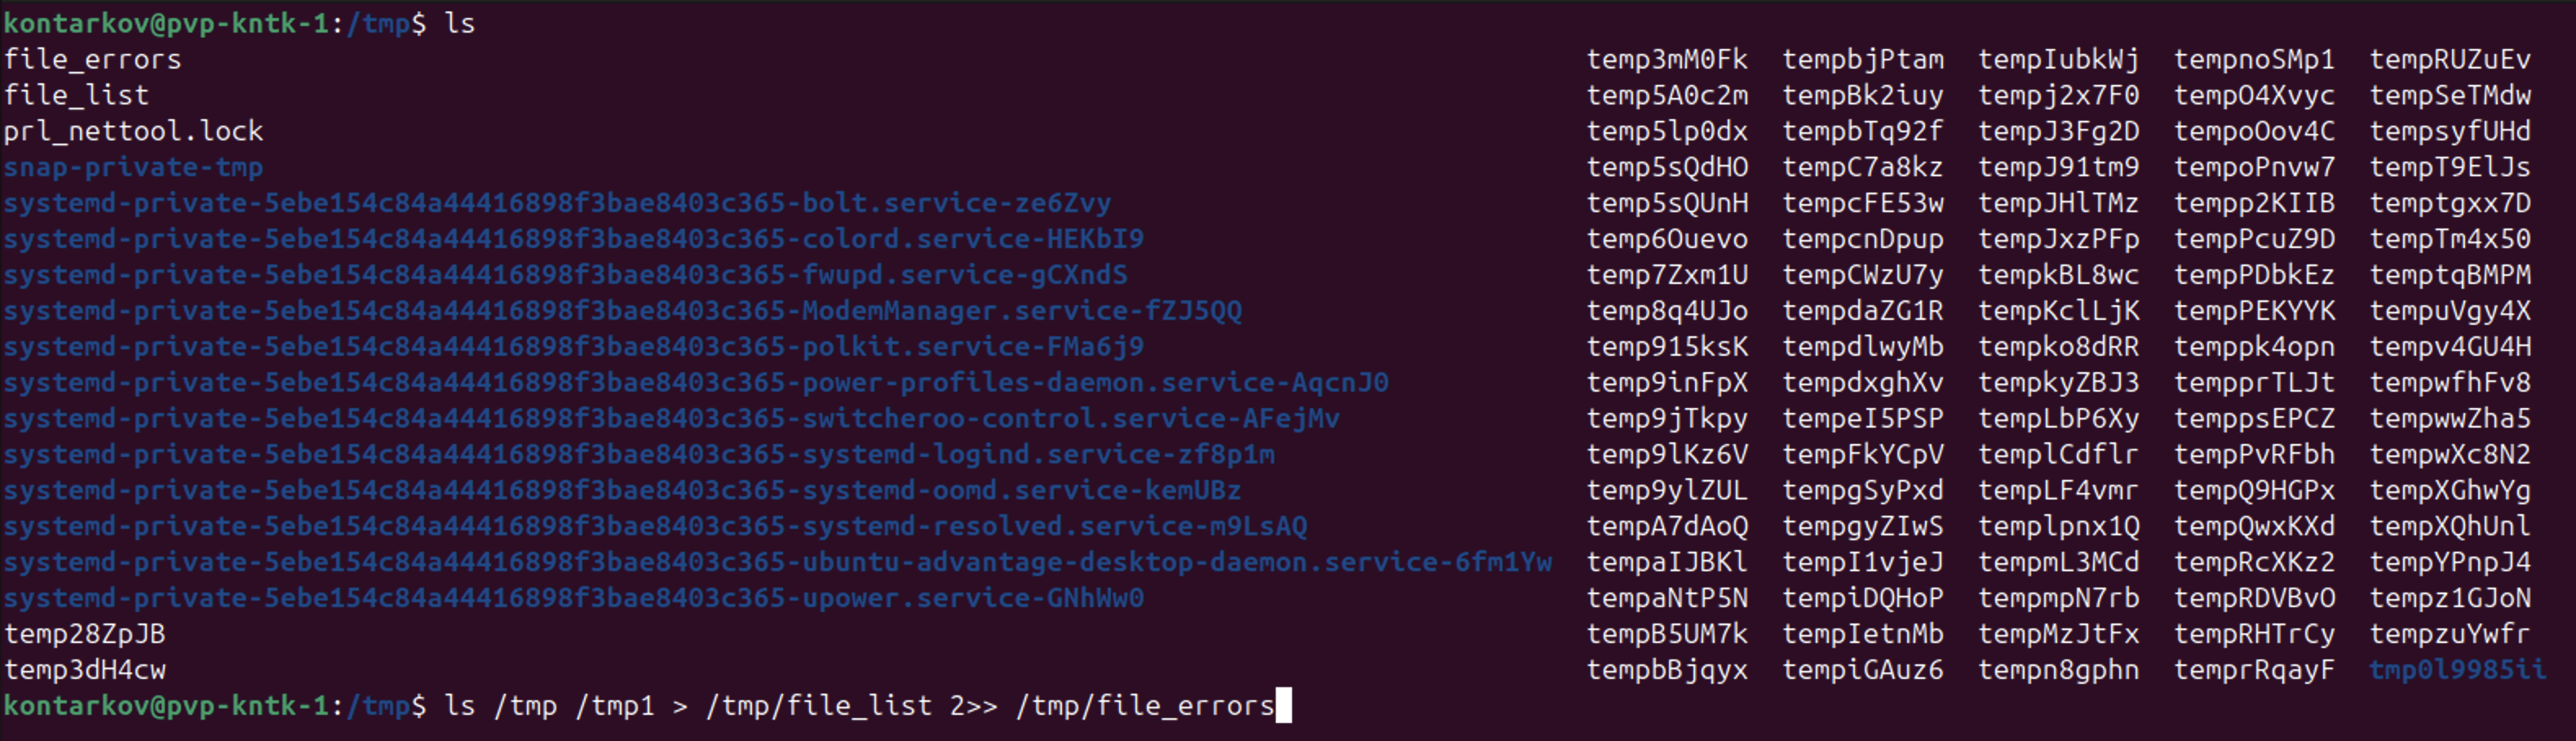 kontarkov@pvp-kntk-1:/tmp$ ls
file_errors temp3mM0Fk tempbjPtam tempIubkWj tempnoSMp1 tempRUZuEv
file_list temp5A0c2m tempBk2iuy tempj2x7F0 tempO4Xvyc tempSeTMdw
prl_nettool.lock temp5lp0dx tempbTq92f tempJ3Fg2D tempoOov4C tempsyfUHd
snap-private-tmp temp5sQdHO tempC7a8kz tempJ91tm9 tempoPnvw7 tempT9ElJs
systemd-private-5ebe154c84a44416898f3bae8403c365-bolt.service-ze6Zvy temp5sQUnH tempcFE53w tempJHlTMz tempp2KIIB temptgxx7D
systemd-private-5ebe154c84a44416898f3bae8403c365-colord.service-HEKbI9 temp6Ouevo tempcnDpup tempJxzPFp tempPcuZ9D tempTm4x50
systemd-private-5ebe154c84a44416898f3bae8403c365-fwupd.service-gCXndS temp7Zxm1U tempCWzU7y tempkBL8wc tempPDbkEz temptqBMPM
systemd-private-5ebe154c84a44416898f3bae8403c365-ModemManager.service-fZJ5QQ temp8q4UJo tempdaZG1R tempKclLjK tempPEKYYK tempuVgy4X
systemd-private-5ebe154c84a44416898f3bae8403c365-polkit.service-FMa6j9 temp915ksK tempdlwyMb tempko8dRR temppk4opn tempv4GU4H
systemd-private-5ebe154c84a44416898f3bae8403c365-power-profiles-daemon.service-AqcnJ0 temp9inFpX tempdxghXv tempkyZBJ3 tempprTLJt tempwfhFv8
systemd-private-5ebe154c84a44416898f3bae8403c365-switcheroo-control.service-AFejMv temp9jTkpy tempeI5PSP tempLbP6Xy temppsEPCZ tempwwZha5
systemd-private-5ebe154c84a44416898f3bae8403c365-systemd-logind.service-zf8p1m temp9lKz6V tempFkYCpV templCdflr tempPvRFbh tempwXc8N2
systemd-private-5ebe154c84a44416898f3bae8403c365-systemd-oomd.service-kemUBz temp9ylZUL tempgSyPxd tempLF4vmr tempQ9HGPx tempXGhwYg
systemd-private-5ebe154c84a44416898f3bae8403c365-systemd-resolved.service-m9LsAQ tempA7dAoQ tempgyZIwS templpnx1Q tempQwxKXd tempXQhUnl
systemd-private-5ebe154c84a44416898f3bae8403c365-ubuntu-advantage-desktop-daemon.service-6fm1Yw tempaIJBKl tempI1vjeJ tempmL3MCd tempRcXKz2 tempYPnpJ4
systemd-private-5ebe154c84a44416898f3bae8403c365-upower.service-GNhWw0 tempaNtP5N tempiDQHoP tempmpN7rb tempRDVBvO tempz1GJoN
temp28ZpJB tempB5UM7k tempIetnMb tempMzJtFx tempRHTrCy tempzuYwfr
temp3dH4cw tempbBjqyx tempiGAuz6 tempn8gphn temprRqayF tmp0l9985ii
kontarkov@pvp-kntk-1:/tmp$ ls /tmp /tmp1 > /tmp/file_list 2>> /tmp/file_errors